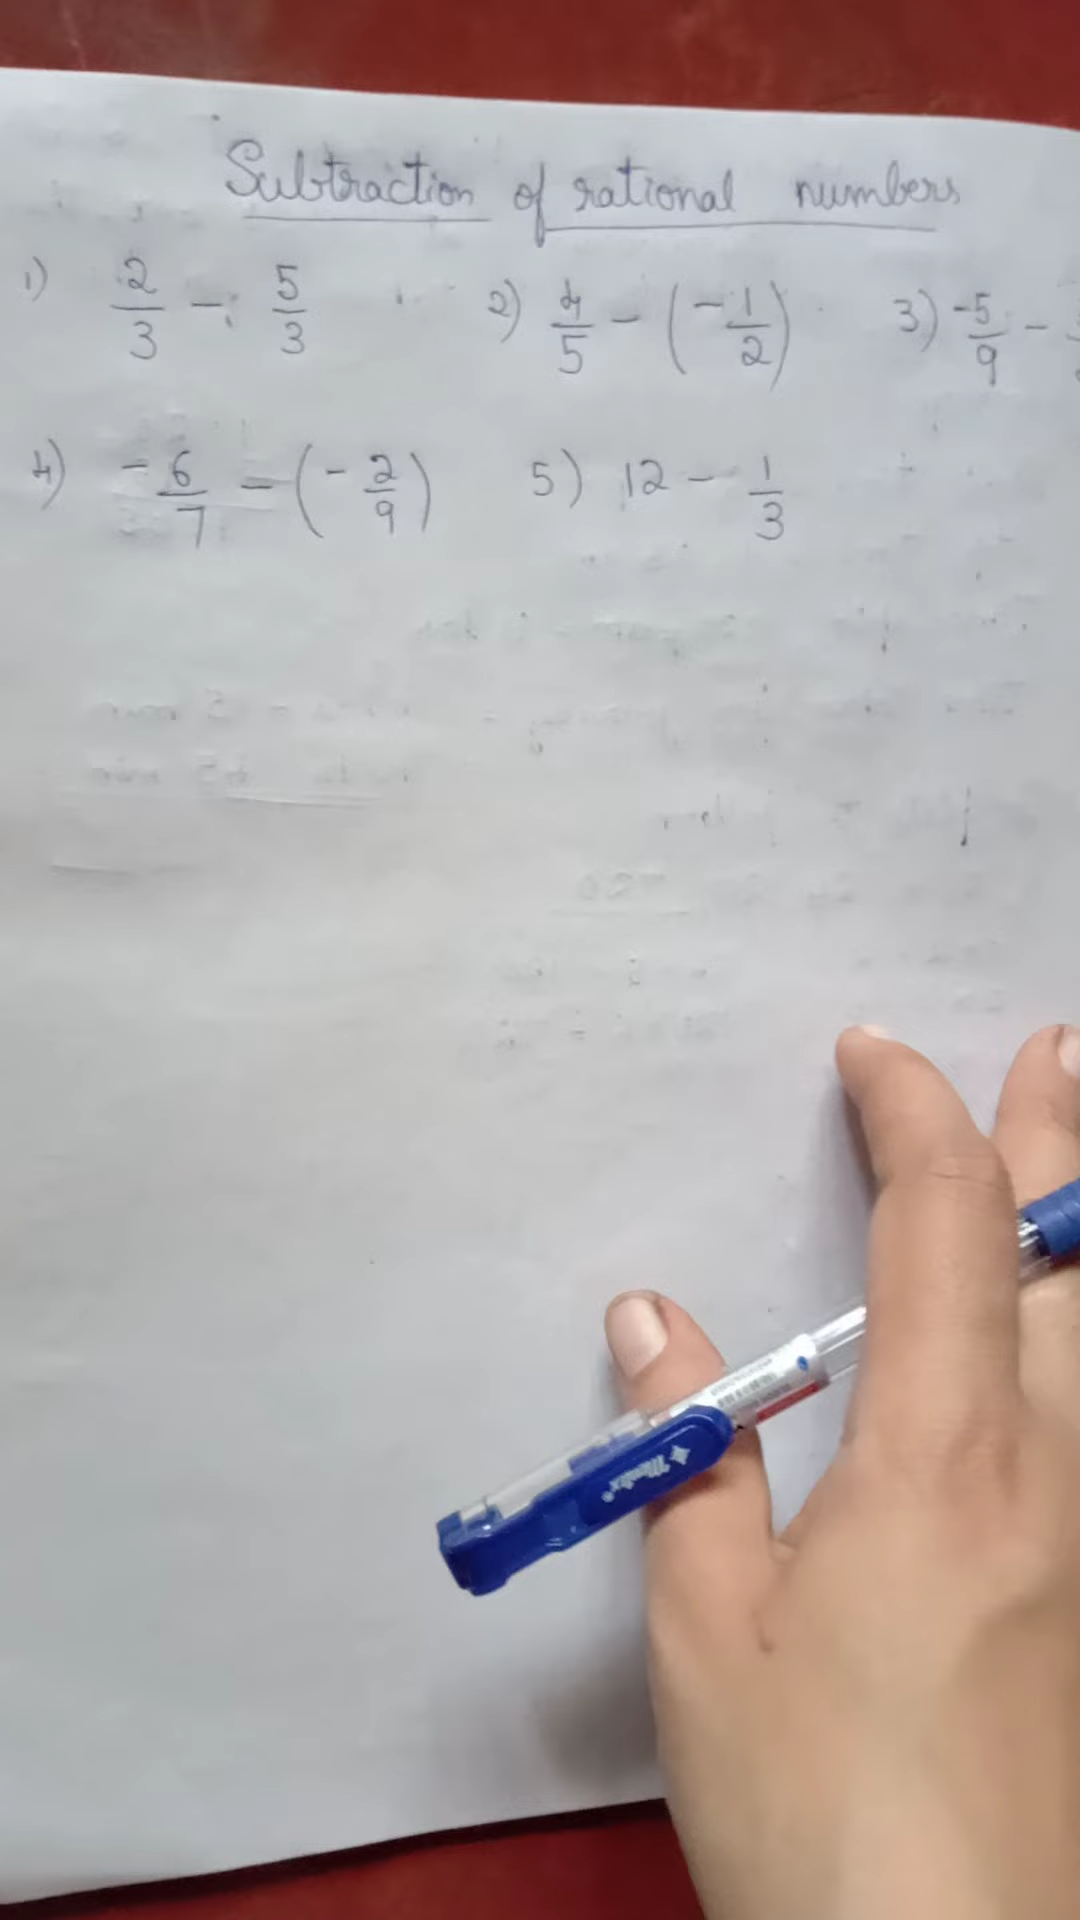 Subtraction of rational numbers
1) 2/3 - 5/3 2) 4/5 - (-1/2) 3) -5/9 -
4) -6/7 - (-2/9) 5) 12 - 1/3
Montex